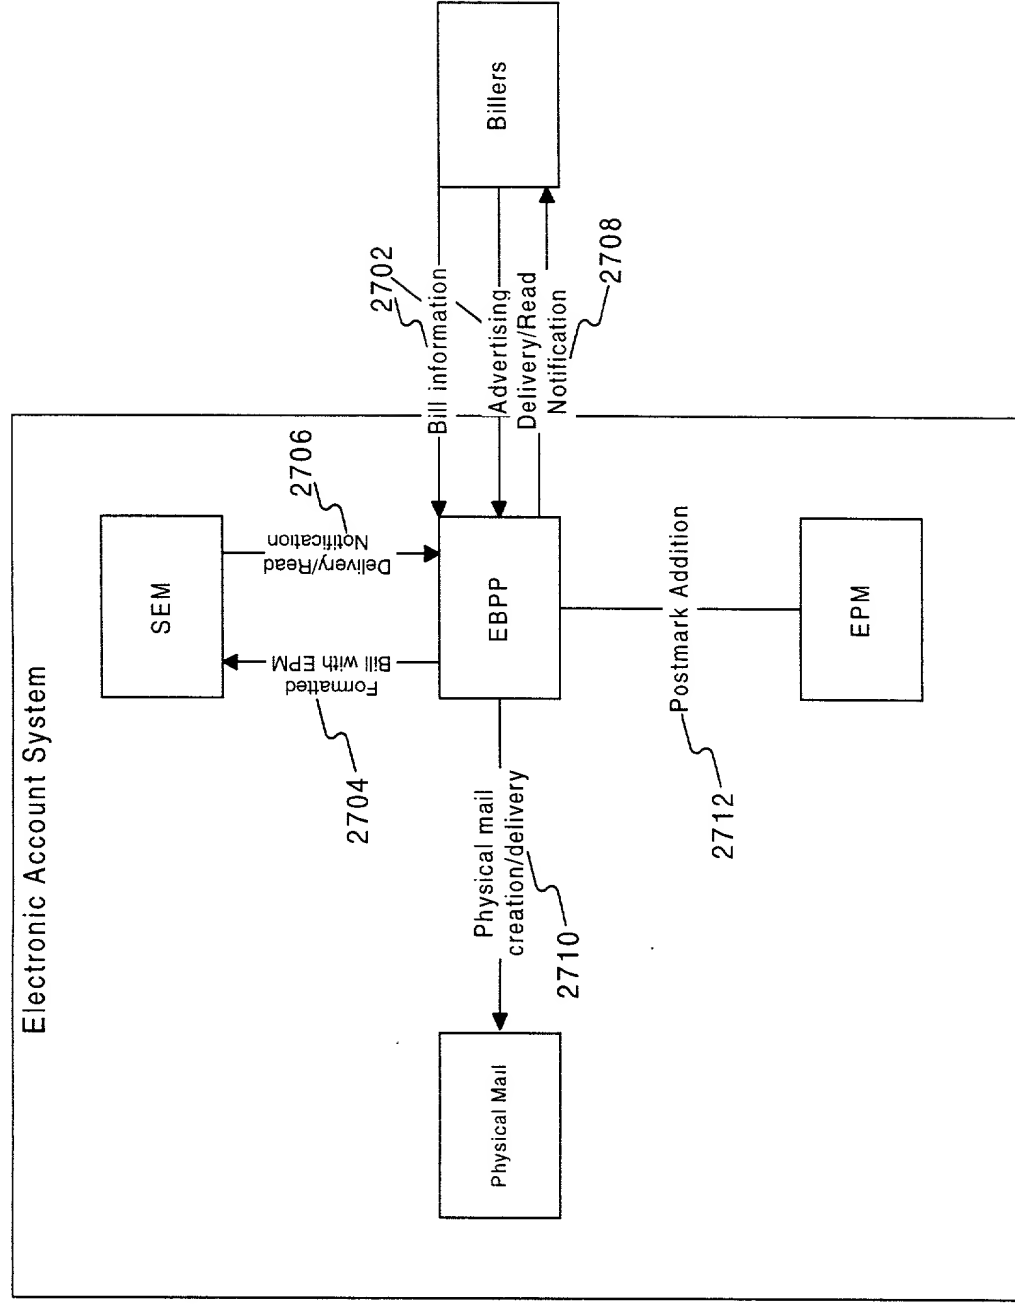 Electronic Account System
SEM
2706
Delivery/Read
Notification
2704
Formatted
Bill with EPM
2702
Bill information
Advertising
Delivery/Read
Notification
2708
Billers
EBPP
Physical mail
creation/delivery
2710
Physical Mail
Postmark Addition
2712
EPM